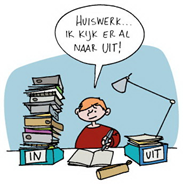 HUISWERK...
IK KIJK ER AL
NAAR UIT!
IN
UIT